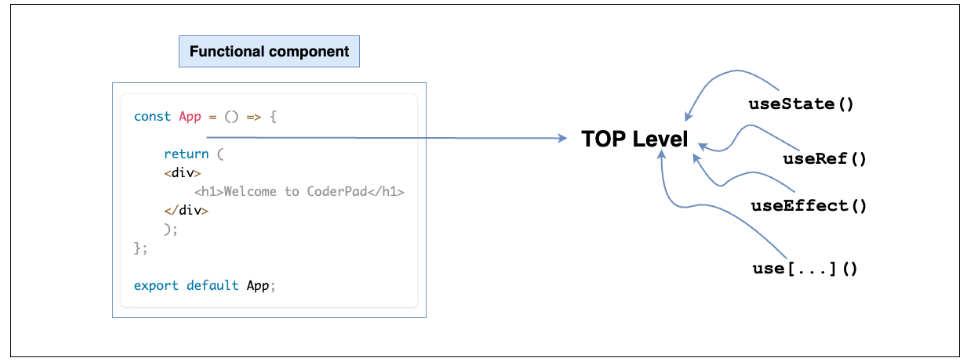 Functional component
const App = () => {
return (
<div>
<h1>Welcome to CoderPad</h1>
</div>
);
};
export default App;
TOP Level
useState()
useRef()
useEffect()
use[...]()